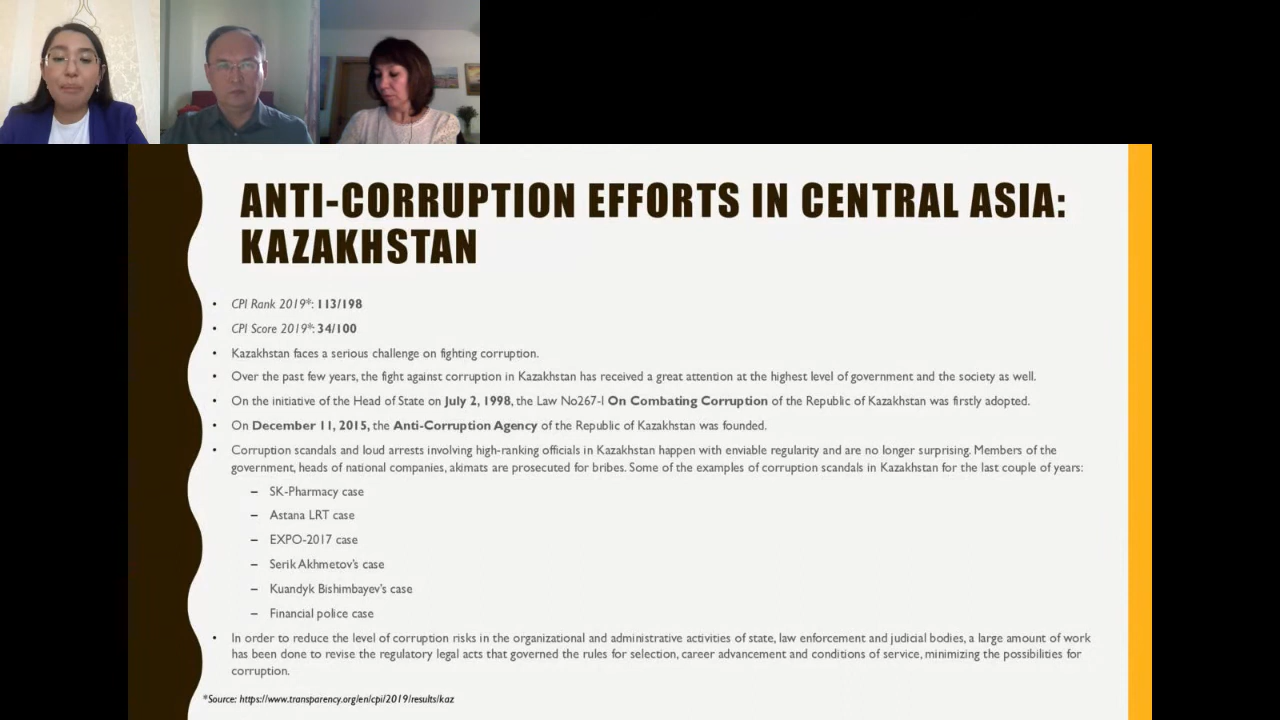 ANTI-CORRUPTION EFFORTS IN CENTRAL ASIA:
KAZAKHSTAN
• CPI Rank 2019*: 113/198
• CPI Score 2019*: 34/100
• Kazakhstan faces a serious challenge on fighting corruption.
• Over the past few years, the fight against corruption in Kazakhstan has received a great attention at the highest level of government and the society as well.
• On the initiative of the Head of State on July 2, 1998, the Law No267-I On Combating Corruption of the Republic of Kazakhstan was firstly adopted.
• On December 11, 2015, the Anti-Corruption Agency of the Republic of Kazakhstan was founded.
• Corruption scandals and loud arrests involving high-ranking officials in Kazakhstan happen with enviable regularity and are no longer surprising. Members of the
government, heads of national companies, akimats are prosecuted for bribes. Some of the examples of corruption scandals in Kazakhstan for the last couple of years:
– SK-Pharmacy case
– Astana LRT case
– EXPO-2017 case
– Serik Akhmetov's case
– Kuandyk Bishimbayev's case
– Financial police case
• In order to reduce the level of corruption risks in the organizational and administrative activities of state, law enforcement and judicial bodies, a large amount of work
has been done to revise the regulatory legal acts that governed the rules for selection, career advancement and conditions of service, minimizing the possibilities for
corruption.
*Source: https://www.transparency.org/en/cpi/2019/results/kaz